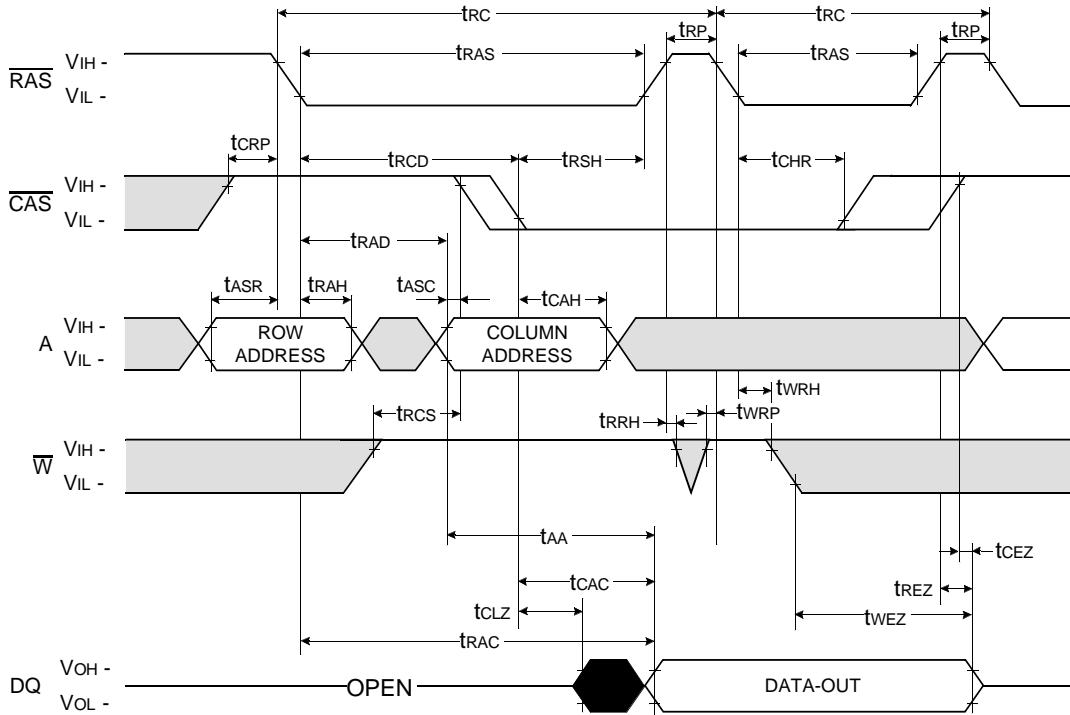 tRC tRC
tRP tRP
tRAS tRAS
RAS VIH -
VIL -
tCRP tRCD tRSH tCHR
CAS VIH -
VIL -
tRAD
tASR tRAH tASC tCAH
A VIH -
VIL -
ROW
ADDRESS
COLUMN
ADDRESS
tWRH
tRCS tRRH tWRP
W VIH -
VIL -
tAA tCEZ
tCAC tREZ
tCLZ tWEZ
tRAC
DQ VOH -
VOL -
OPEN DATA-OUT